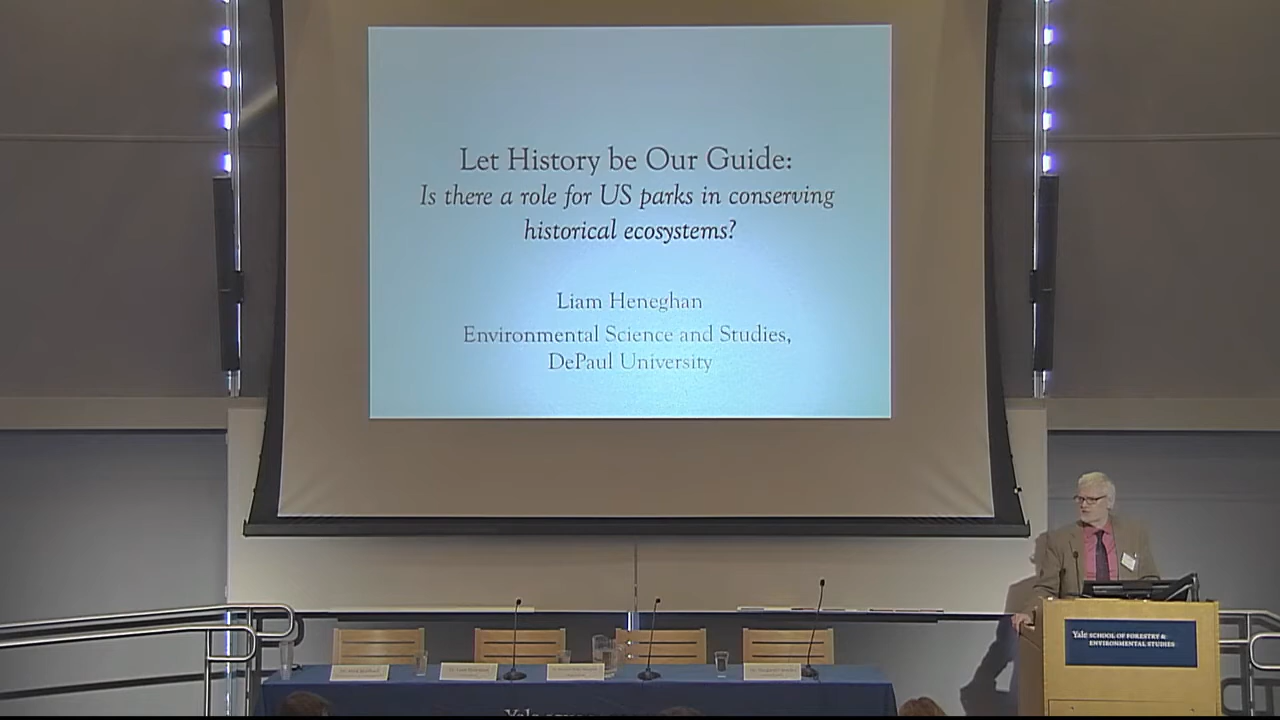 Let History be Our Guide:
Is there a role for US parks in conserving
historical ecosystems?
Liam Heneghan
Environmental Science and Studies,
DePaul University
Yale SCHOOL OF FORESTRY &
ENVIRONMENTAL STUDIES
Yale